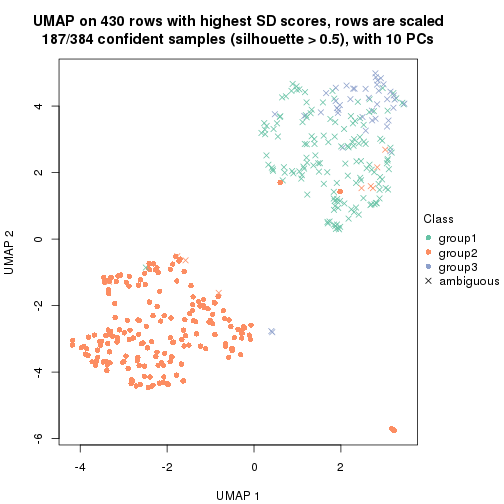 UMAP on 430 rows with highest SD scores, rows are scaled
187/384 confident samples (silhouette > 0.5), with 10 PCs
UMAP 2
4
2
0
-2
-4
-6
-4
-2
0
2
UMAP 1
Class
group1
group2
group3
ambiguous